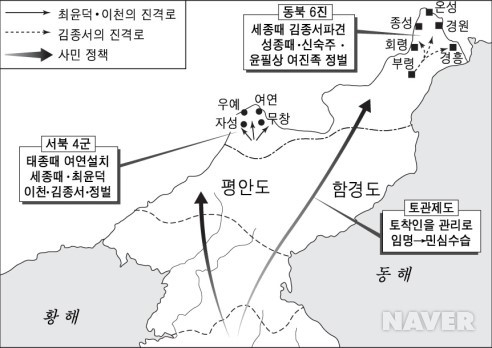 최윤덕·이천의 진격로
김종서의 진격로
사민 정책
동북 6진
세종때 김종서파견
성종때·신숙주·
윤필상 여진족 정벌
온성
종성
경원
회령
부령
경흥
우예
여연
자성
무창
서북 4군
태종때 여연설치
세종때·최윤덕
이천·김종서·정벌
평안도
함경도
토관제도
토착인을 관리로
임명→민심수습
동해
황해
NAVER